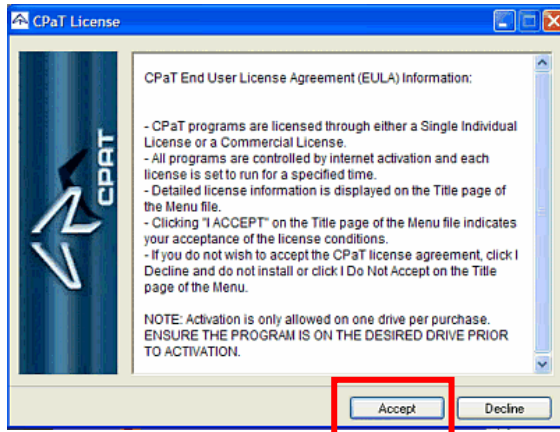 CPaT License
CPAT
CPaT End User License Agreement (EULA) Information:
- CPaT programs are licensed through either a Single Individual
License or a Commercial License.
- All programs are controlled by internet activation and each
license is set to run for a specified time.
- Detailed license information is displayed on the Title page of
the Menu file.
- Clicking "I ACCEPT" on the Title page of the Menu file indicates
your acceptance of the license conditions.
- If you do not wish to accept the CPaT license agreement, click I
Decline and do not install or click I Do Not Accept on the Title
page of the Menu.
NOTE: Activation is only allowed on one drive per purchase.
ENSURE THE PROGRAM IS ON THE DESIRED DRIVE PRIOR
TO ACTIVATION.
Accept
Decline